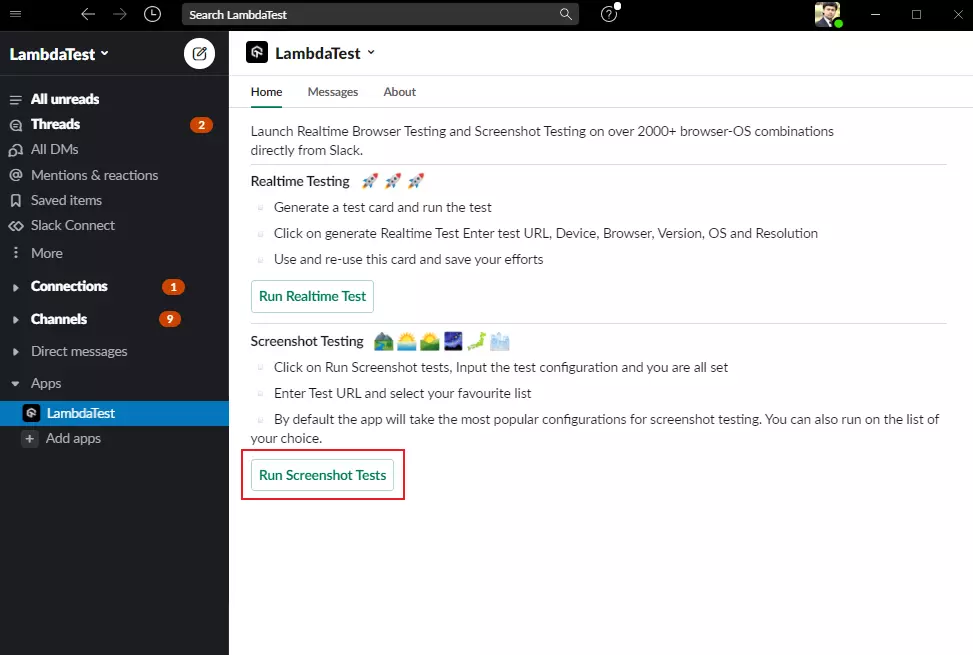 Search LambdaTest
LambdaTest
All unreads
Threads 2
All DMs
Mentions & reactions
Saved items
Slack Connect
More
Connections 1
Channels 9
Direct messages
Apps
LambdaTest
Add apps
LambdaTest
Home Messages About
Launch Realtime Browser Testing and Screenshot Testing on over 2000+ browser-OS combinations
directly from Slack.
Realtime Testing 🚀 🚀 🚀
Generate a test card and run the test
Click on generate Realtime Test Enter test URL, Device, Browser, Version, OS and Resolution
Use and re-use this card and save your efforts
Run Realtime Test
Screenshot Testing
Click on Run Screenshot tests, Input the test configuration and you are all set
Enter Test URL and select your favourite list
By default the app will take the most popular configurations for screenshot testing. You can also run on the list of
your choice.
Run Screenshot Tests